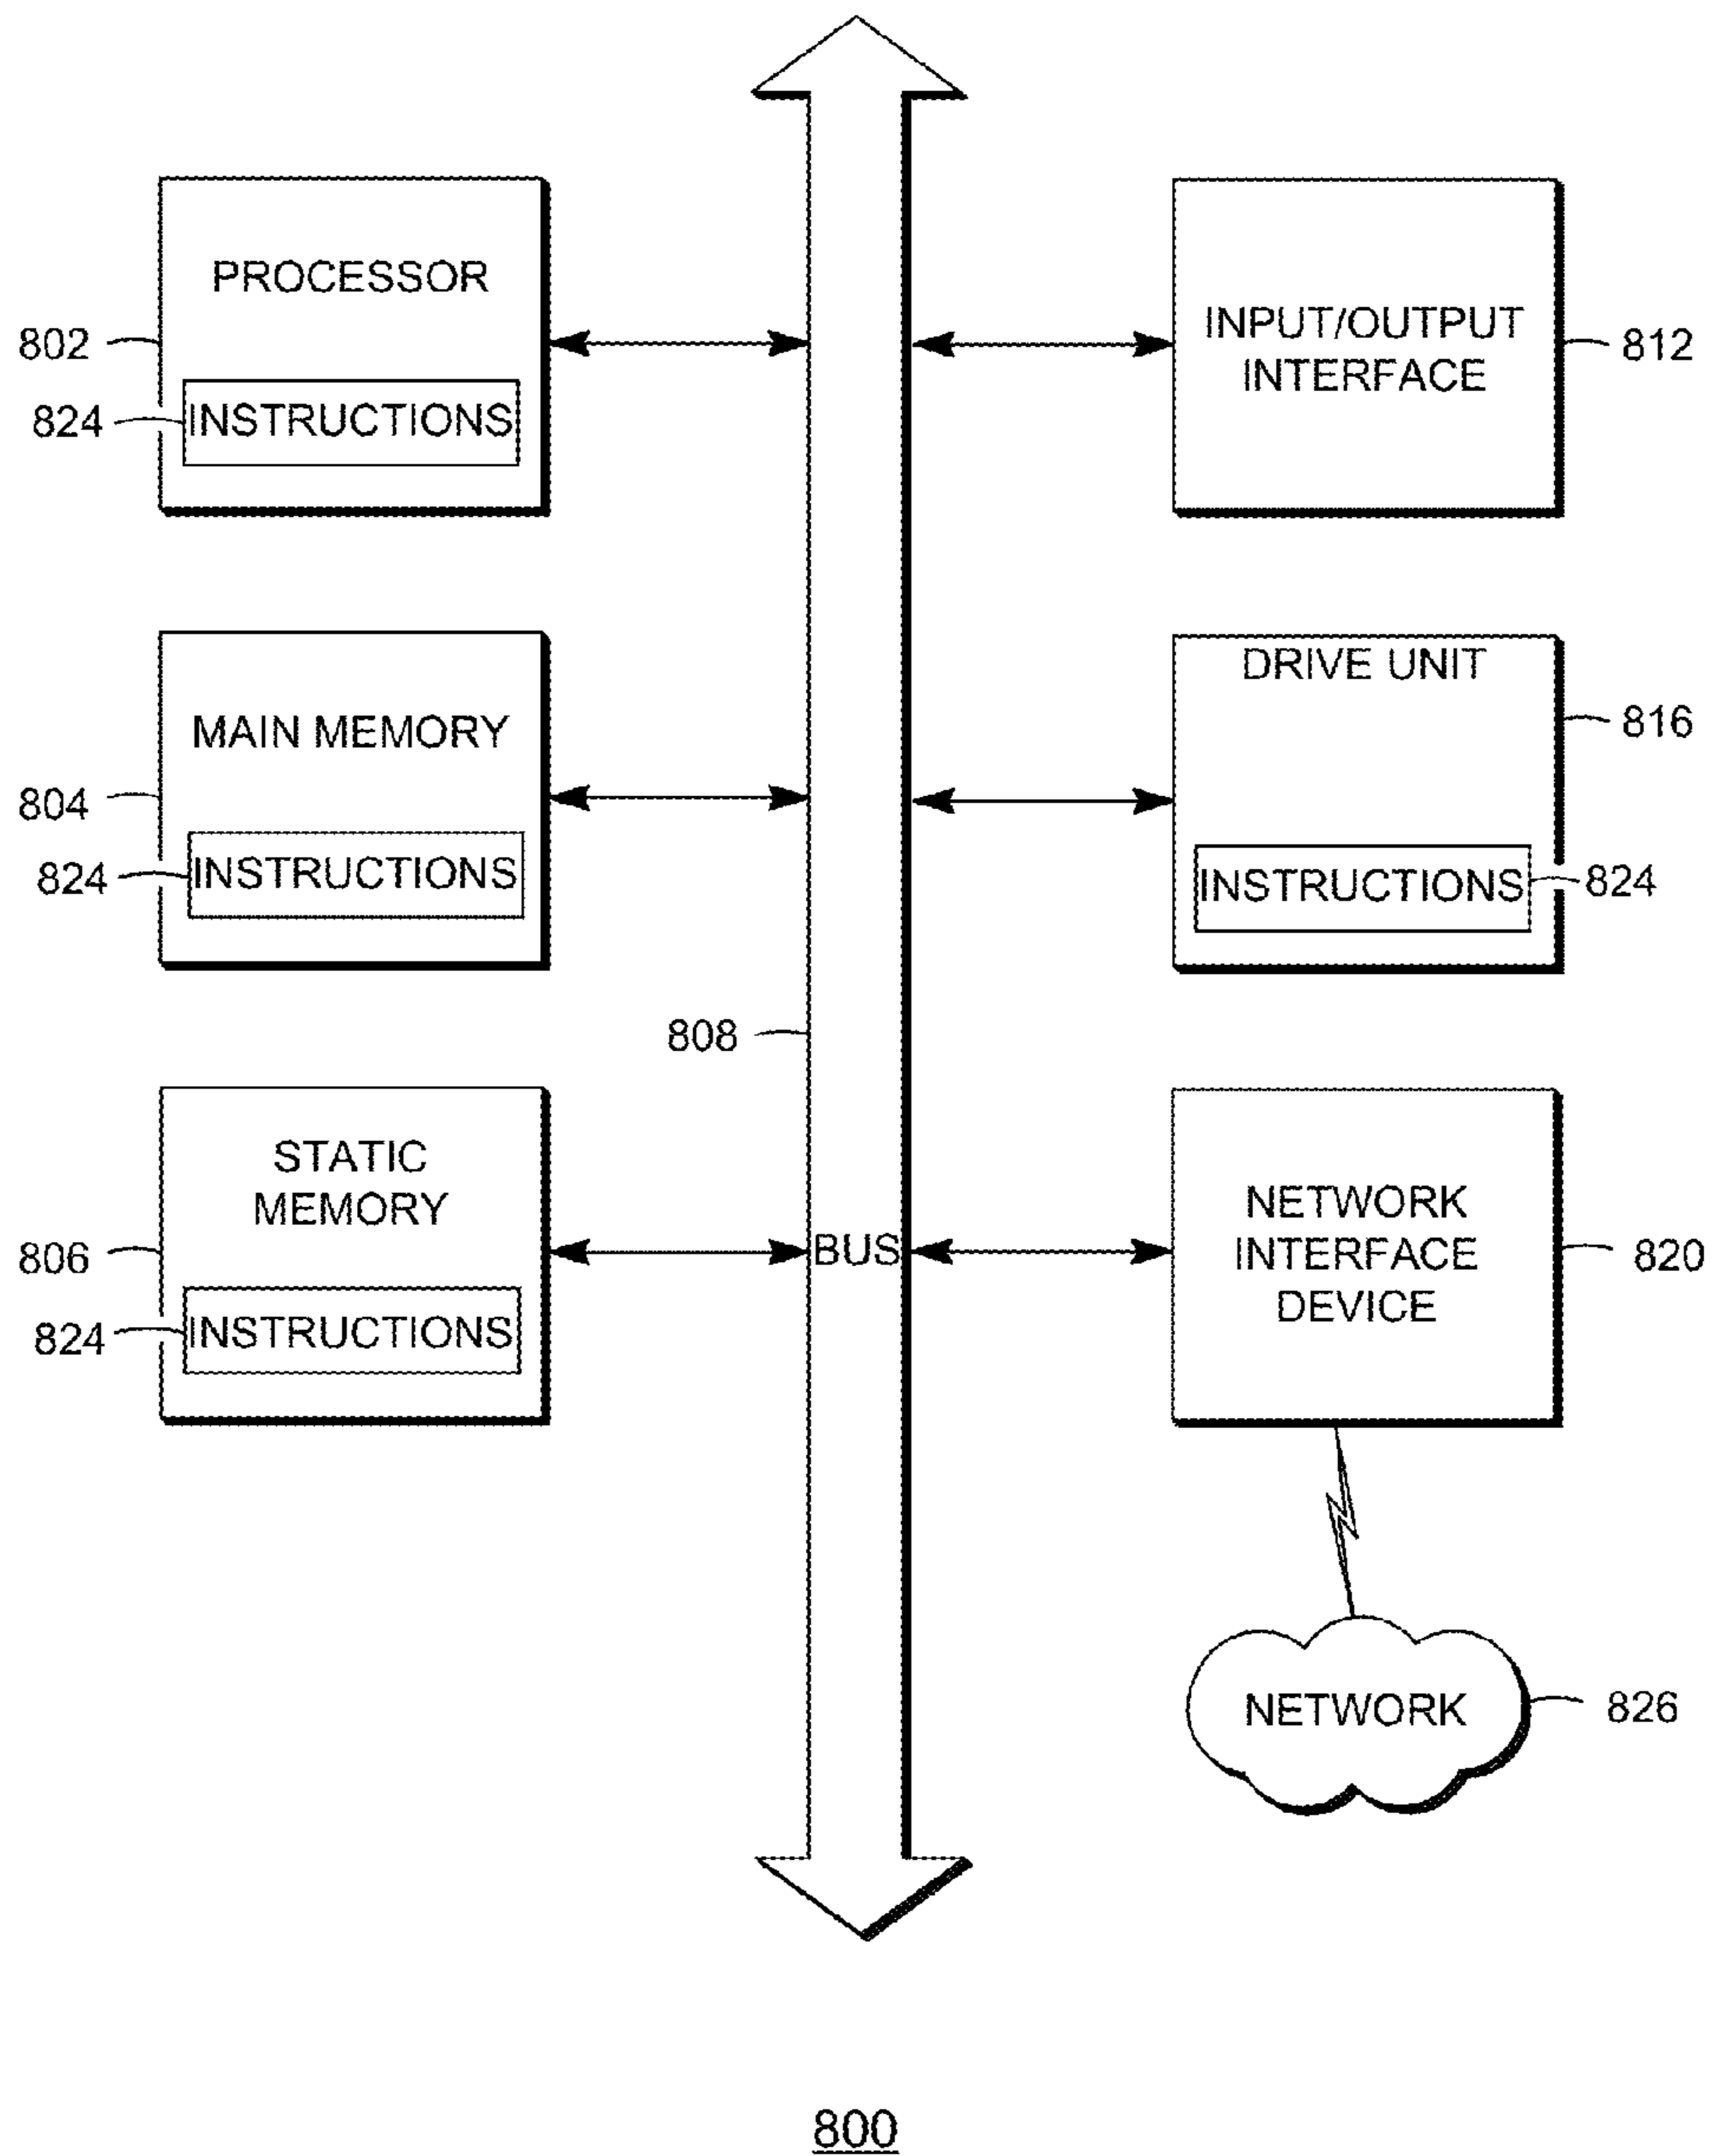 PROCESSOR
802
824
INSTRUCTIONS
INPUT/OUTPUT
INTERFACE
812
MAIN MEMORY
804
824
INSTRUCTIONS
DRIVE UNIT
816
INSTRUCTIONS
824
808
STATIC
MEMORY
806
824
INSTRUCTIONS
BUS
NETWORK
INTERFACE
DEVICE
820
NETWORK
826
800